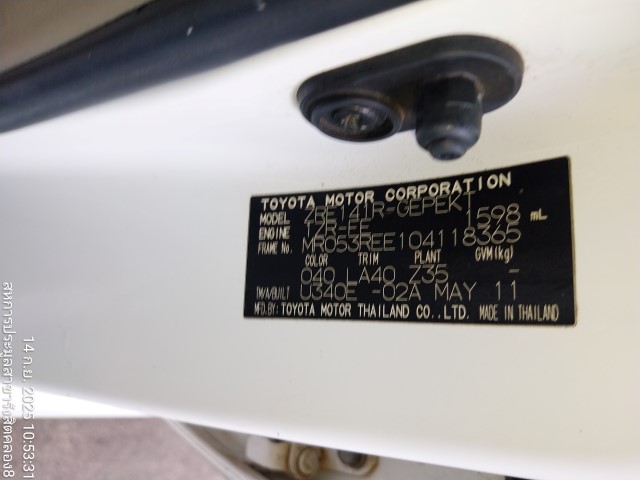 TOYOTA MOTOR CORPORATION
MODEL ZRE141R-GEPEKT
ENGINE 1ZR-FE 1598 mL
FRAME No. MR053REE104118365
COLOR TRIM PLANT GVM(kg)
040 LA40 Z35 -
TM/A/BUILT U340E -02A MAY 11
MFD.BY: TOYOTA MOTOR THAILAND CO.,LTD. MADE IN THAILAND
14 ก.ย. 2025 10:53:31